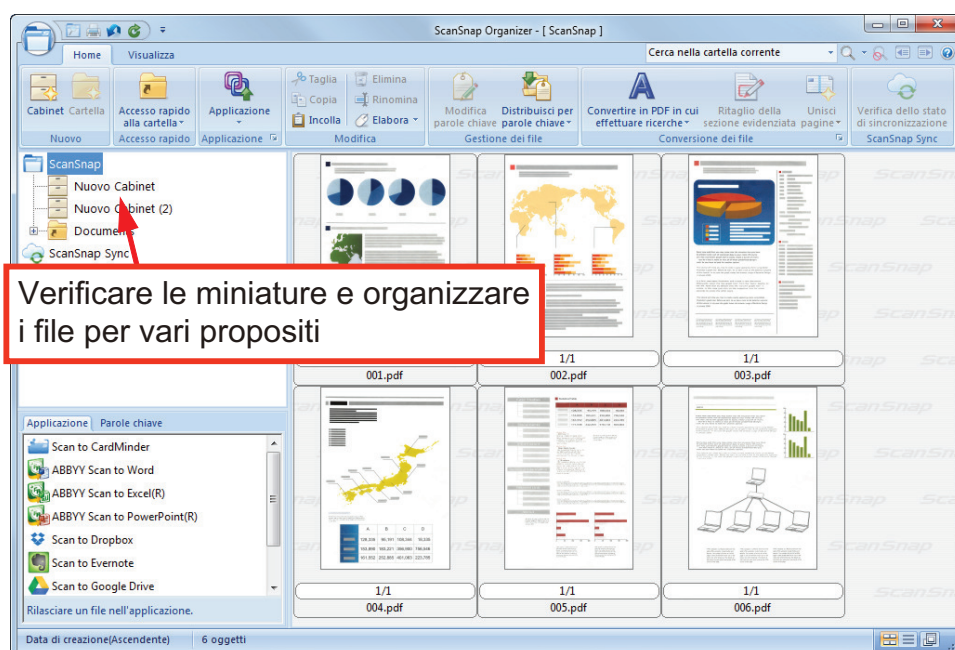 ScanSnap Organizer - [ ScanSnap ]
Home Visualizza
Cerca nella cartella corrente
Cabinet Cartella
Nuovo
Accesso rapido
alla cartella
Accesso rapido
Applicazione
Applicazione
Taglia
Copia
Incolla
Elimina
Rinomina
Elabora
Modifica
Modifica
parole chiave
Distribuisci per
parole chiave
Gestione dei file
Convertire in PDF in cui
effettuare ricerche
Ritaglio della
sezione evidenziata
Unisci
pagine
Conversione dei file
Verifica dello stato
di sincronizzazione
ScanSnap Sync
ScanSnap
Nuovo Cabinet
Nuovo Cabinet (2)
ScanSnap Sync
Verificare le miniature e organizzare
i file per vari propositi
1/1
1/1
001.pdf
002.pdf
003.pdf
Applicazione Parole chiave
Scan to CardMinder
ABBYY Scan to Word
ABBYY Scan to Excel(R)
ABBYY Scan to PowerPoint(R)
Scan to Dropbox
Scan to Evernote
Scan to Google Drive
Rilasciare un file nell'applicazione.
A B C D
1/1
1/1
1/1
004.pdf
005.pdf
006.pdf
Data di creazione(Ascendente) 6 oggetti